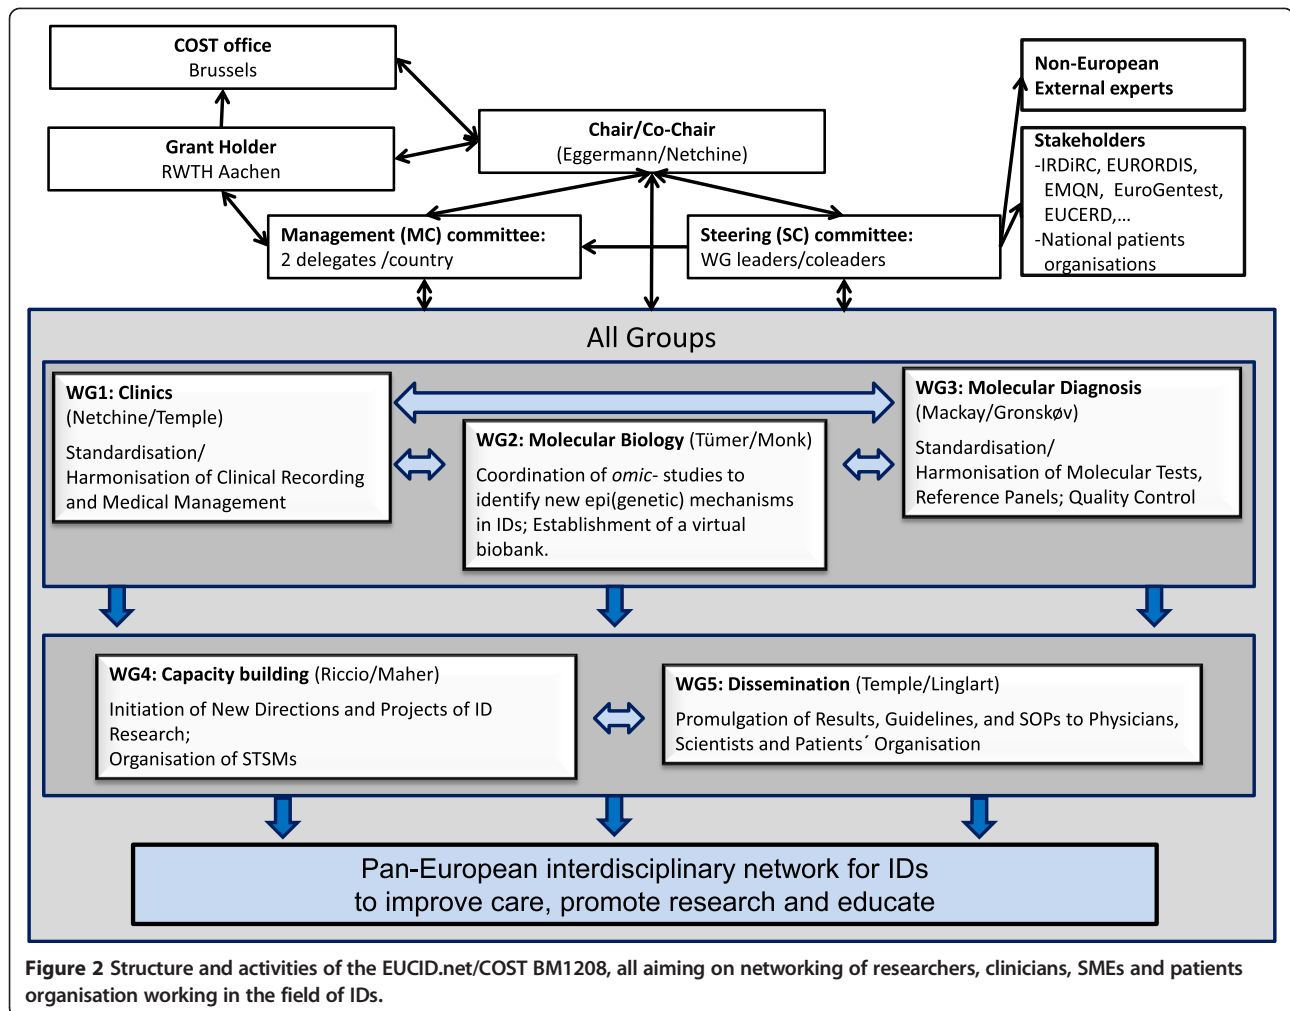 COST office
Brussels
Grant Holder
RWTH Aachen
Chair/Co-Chair
(Eggermann/Netchine)
Non-European
External experts
Stakeholders
-IRDiRC, EURORDIS,
EMQN, EuroGentest,
EUCERD,...
-National patients
organisations
Management (MC) committee:
2 delegates /country
Steering (SC) committee:
WG leaders/coleaders
All Groups
WG1: Clinics
(Netchine/Temple)
Standardisation/
Harmonisation of Clinical Recording
and Medical Management
WG2: Molecular Biology (Tümer/Monk)
Coordination of omic- studies to
identify new epi(genetic) mechanisms
in IDs; Establishment of a virtual
biobank.
WG3: Molecular Diagnosis
(Mackay/Gronskøv)
Standardisation/
Harmonisation of Molecular Tests,
Reference Panels; Quality Control
WG4: Capacity building (Riccio/Maher)
Initiation of New Directions and Projects of ID
Research;
Organisation of STSMs
WG5: Dissemination (Temple/Linglart)
Promulgation of Results, Guidelines, and SOPs to Physicians,
Scientists and Patients´ Organisation
Pan-European interdisciplinary network for IDs
to improve care, promote research and educate
Figure 2 Structure and activities of the EUCID.net/COST BM1208, all aiming on networking of researchers, clinicians, SMEs and patients
organisation working in the field of IDs.